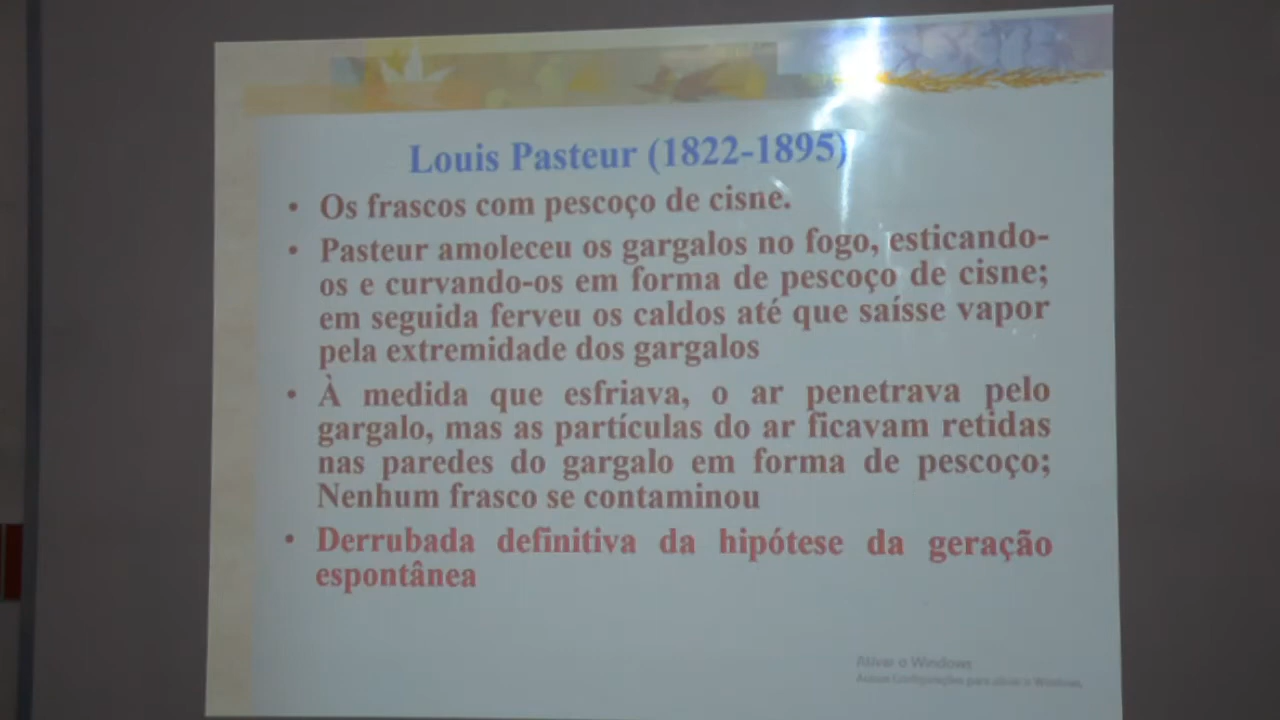 Louis Pasteur (1822-1895)
• Os frascos com pescoço de cisne.
• Pasteur amoleceu os gargalos no fogo, esticando-
os e curvando-os em forma de pescoço de cisne;
em seguida ferveu os caldos até que saísse vapor
pela extremidade dos gargalos
• À medida que esfriava, o ar penetrava pelo
gargalo, mas as partículas do ar ficavam retidas
nas paredes do gargalo em forma de pescoço;
Nenhum frasco se contaminou
• Derrubada definitiva da hipótese da geração
espontânea
Ativar o Windows
Acesse Configurações para ativar o Windows.